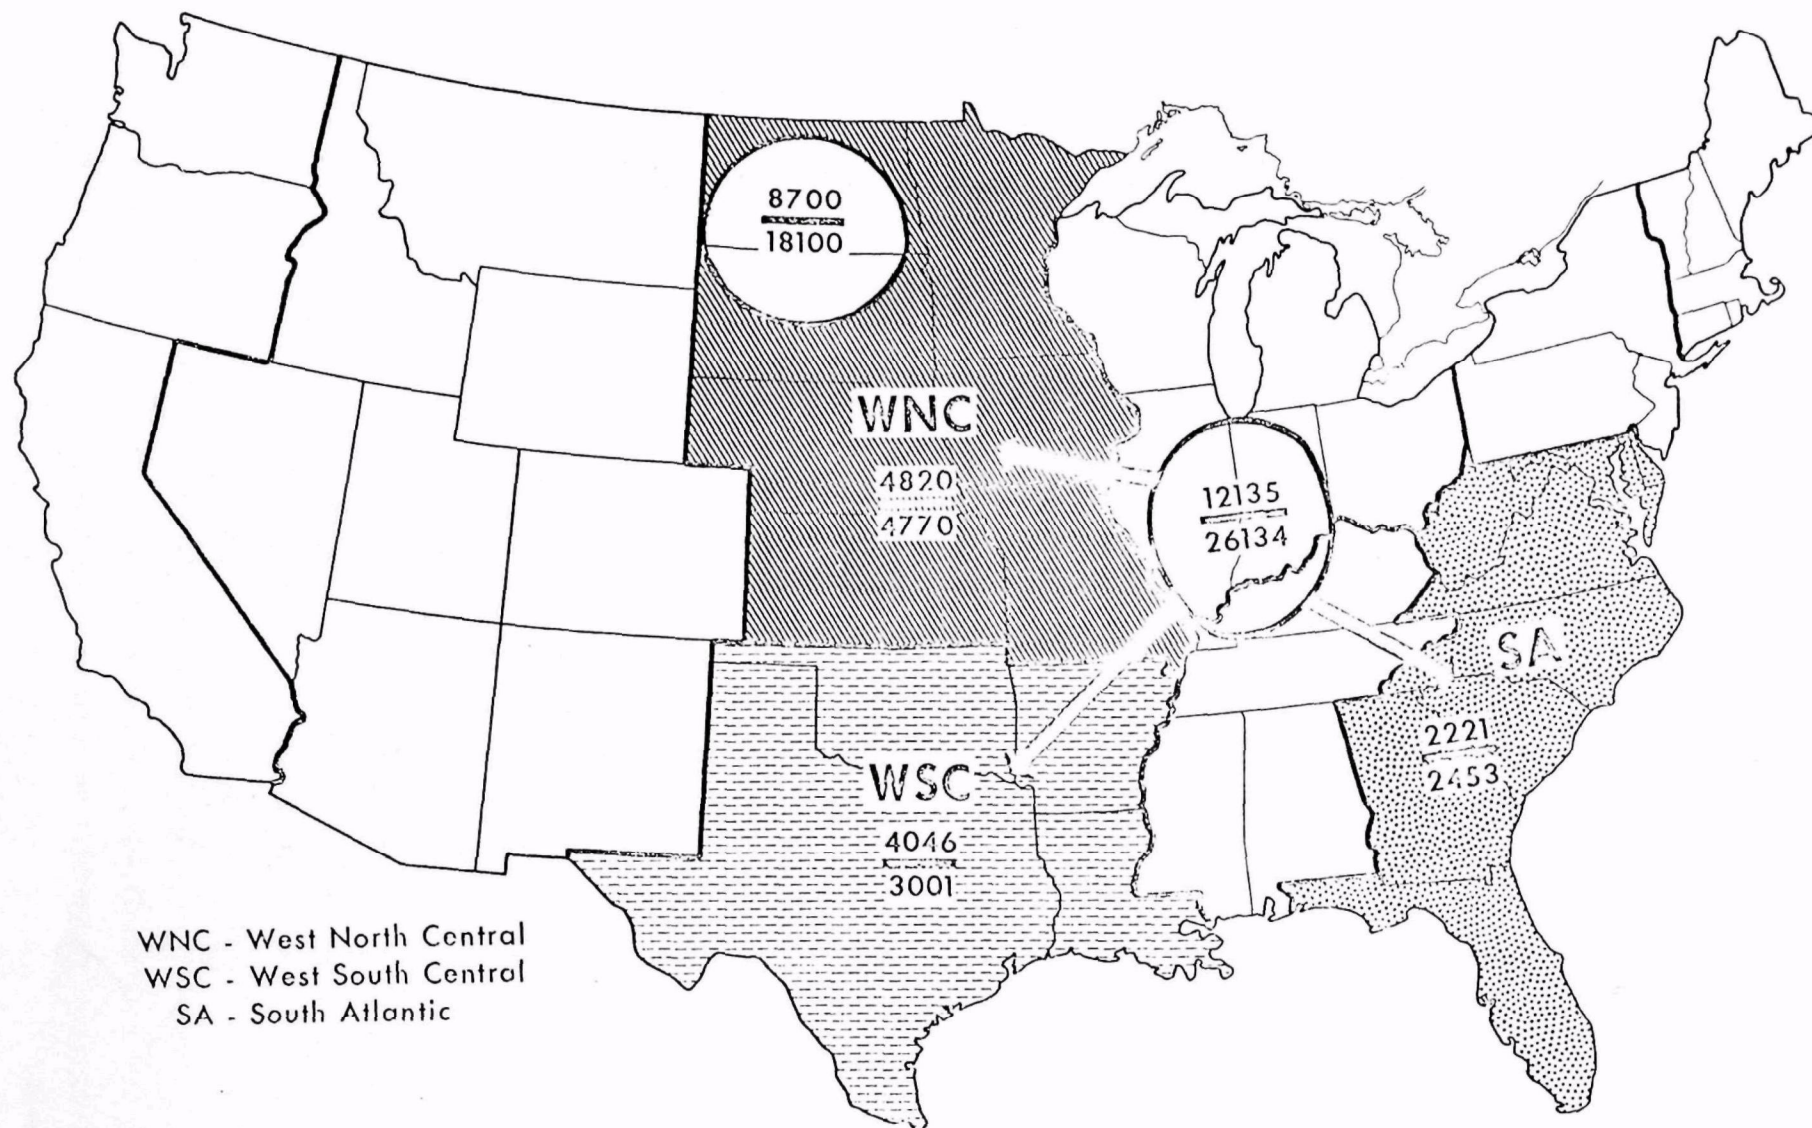 8700
18100
WNC
4820
4770
12135
26134
SA
2221
2453
WSC
4046
3001
WNC - West North Central
WSC - West South Central
SA - South Atlantic